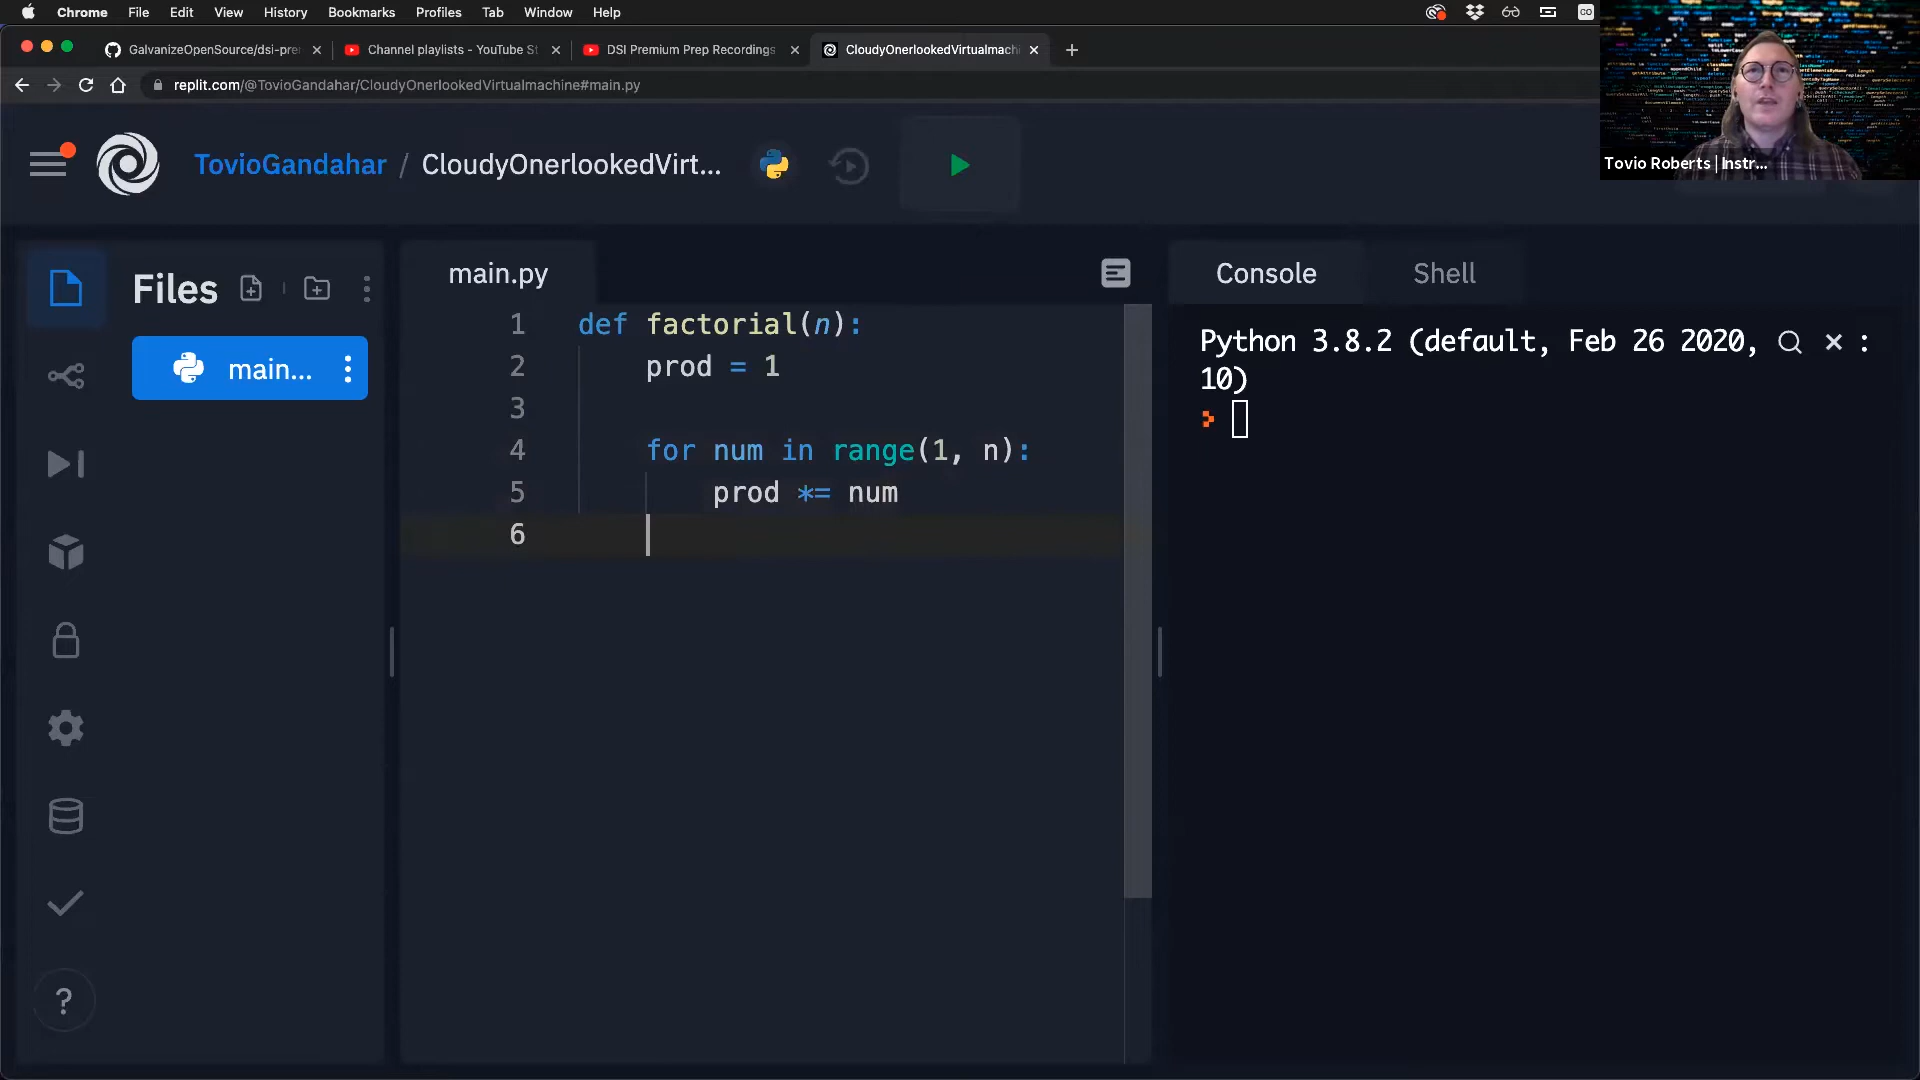 Chrome File Edit View History Bookmarks Profiles Tab Window Help
GalvanizeOpenSource/dsi-prer Channel playlists - YouTube St DSI Premium Prep Recordings CloudyOnerlookedVirtualmachi
replit.com/@TovioGandahar/CloudyOnerlookedVirtualmachine#main.py
Tovio Roberts | Instr...
TovioGandahar / CloudyOnerlookedVirt...
Files
main...
main.py
1 def factorial(n):
2 prod = 1
3
4 for num in range(1, n):
5 prod *= num
6
Console Shell
Python 3.8.2 (default, Feb 26 2020, :
10)
?